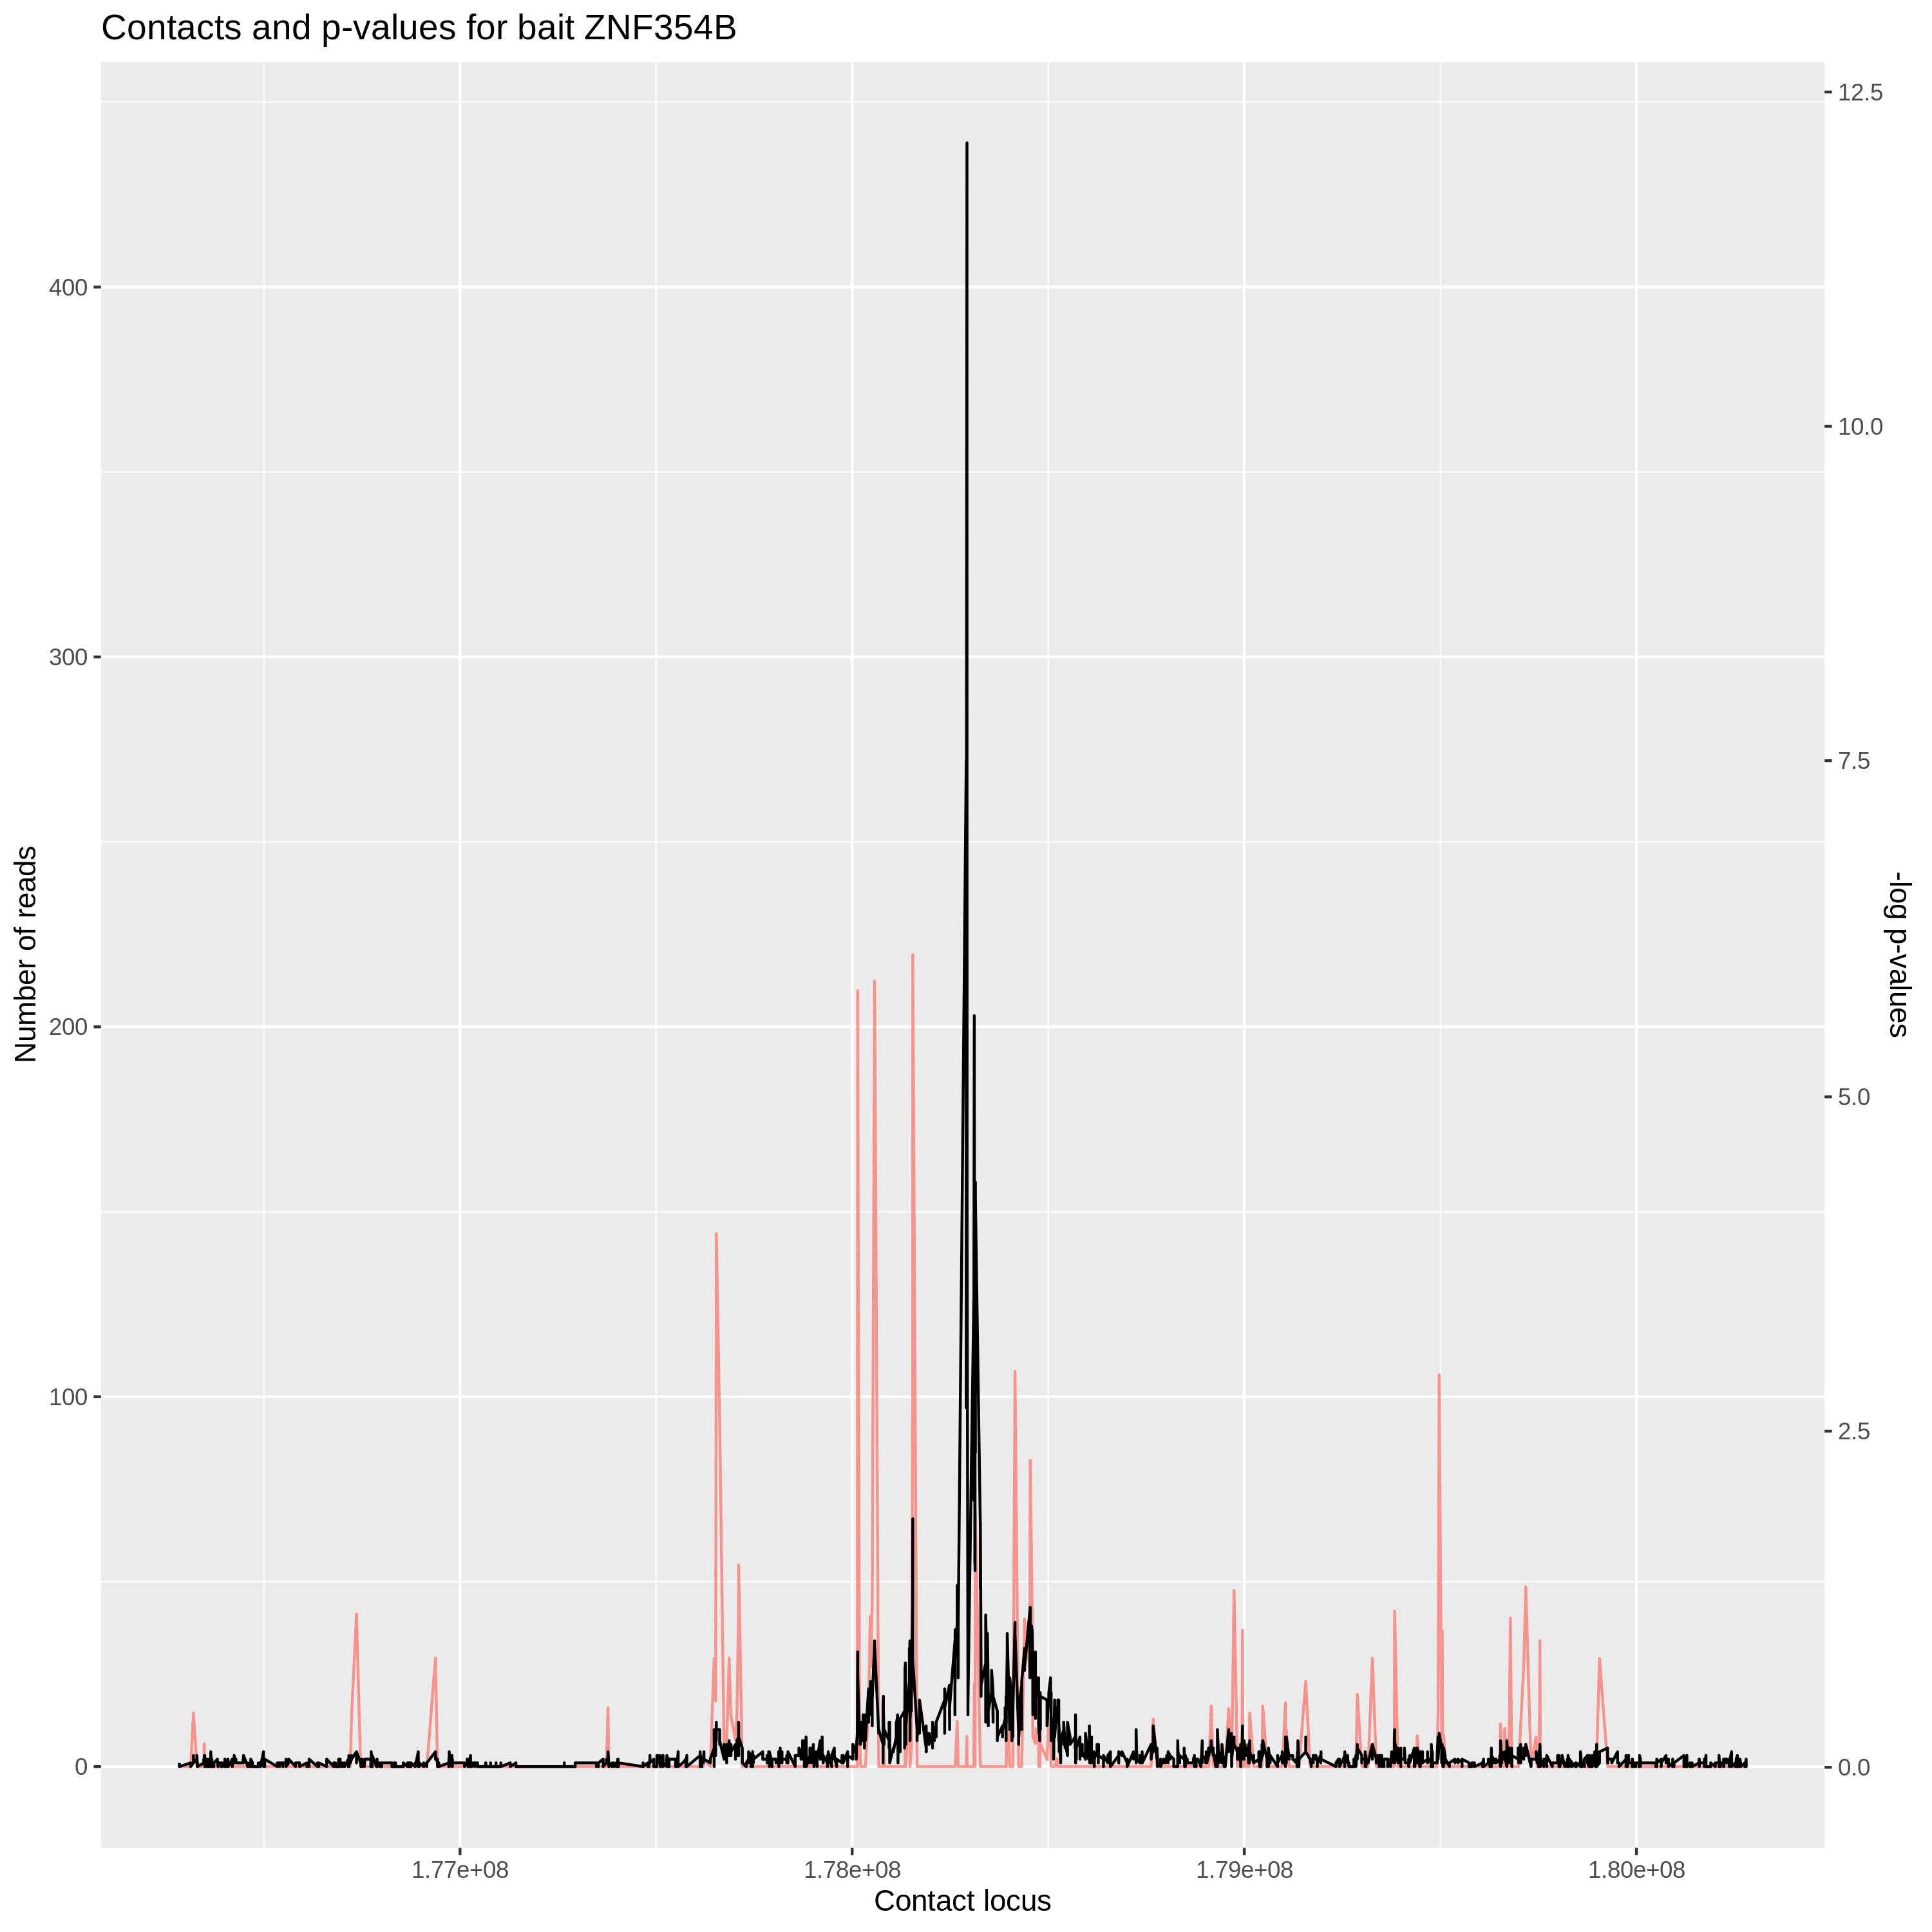 Contacts and p-values for bait ZNF354B
12.5
400
10.0
300
7.5
Number of reads
-log p-values
200
5.0
100
2.5
0
0.0
1.77e+08
1.78e+08
1.79e+08
1.80e+08
Contact locus